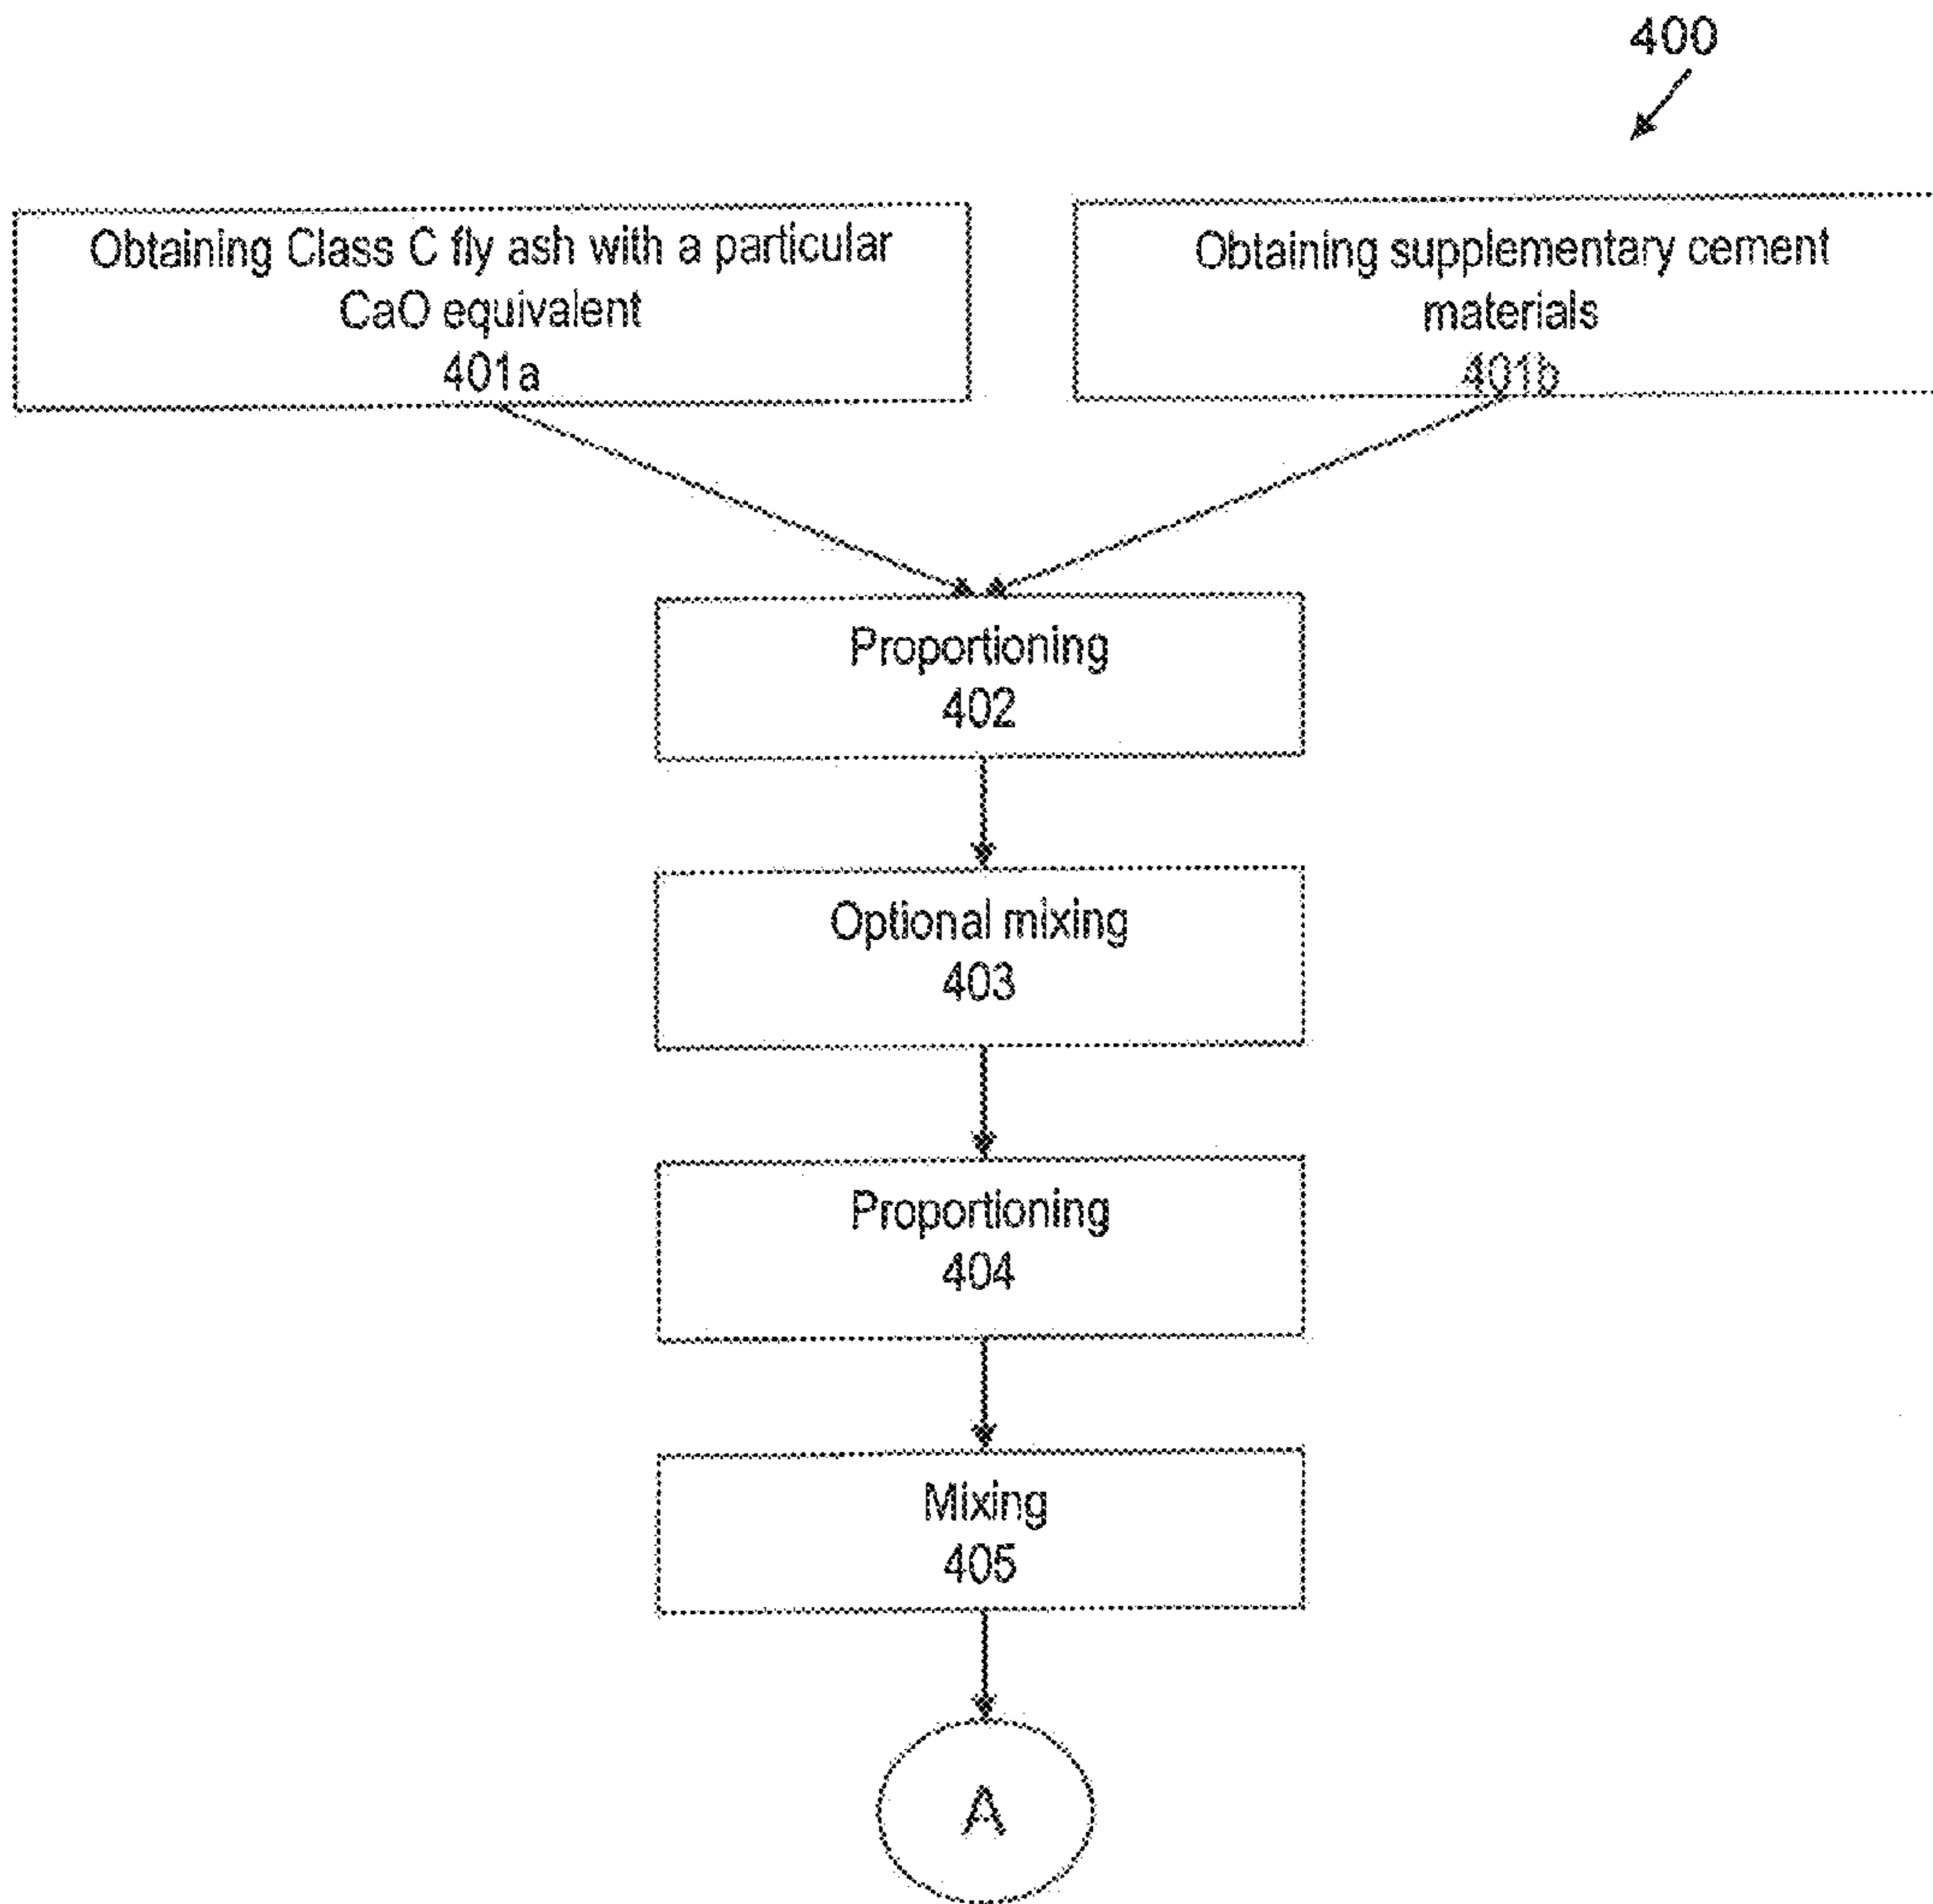 400
Obtaining Class C fly ash with a particular
CaO equivalent
401a
Obtaining supplementary cement
materials
401b
Proportioning
402
Optional mixing
403
Proportioning
404
Mixing
405
A